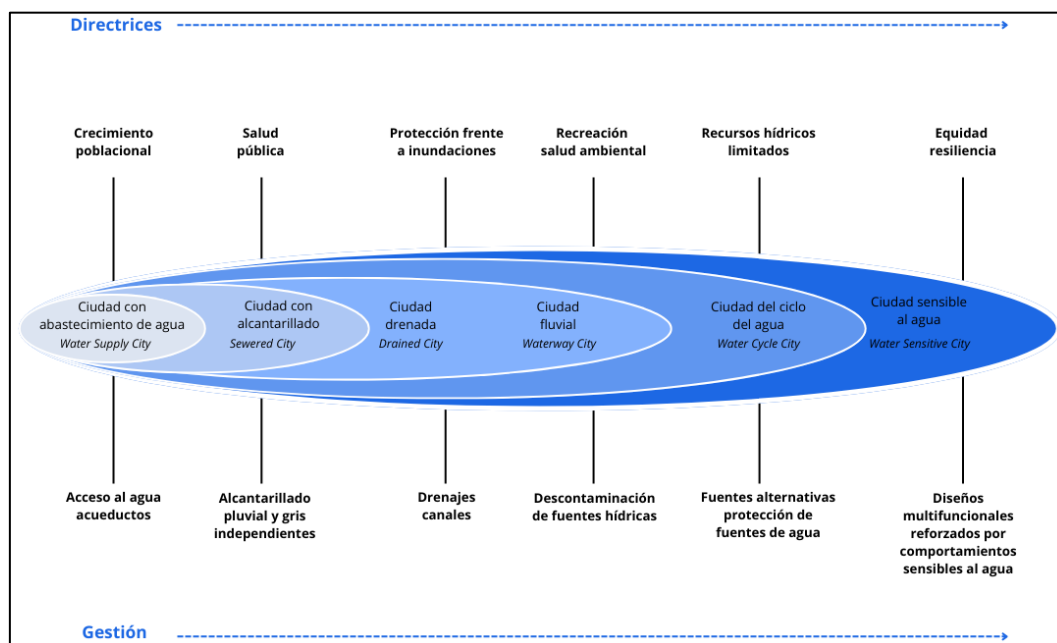 Directrices
Crecimiento
poblacional
Salud
pública
Protección frente
a inundaciones
Recreación
salud ambiental
Recursos hídricos
limitados
Equidad
resiliencia
Ciudad con
abastecimiento de agua
Water Supply City
Ciudad con
alcantarillado
Sewered City
Ciudad
drenada
Drained City
Ciudad
fluvial
Waterway City
Ciudad del ciclo
del agua
Water Cycle City
Ciudad sensible
al agua
Water Sensitive City
Acceso al agua
acueductos
Alcantarillado
pluvial y gris
independientes
Drenajes
canales
Descontaminación
de fuentes hídricas
Fuentes alternativas
protección de
fuentes de agua
Diseños
multifuncionales
reforzados por
comportamientos
sensibles al agua
Gestión